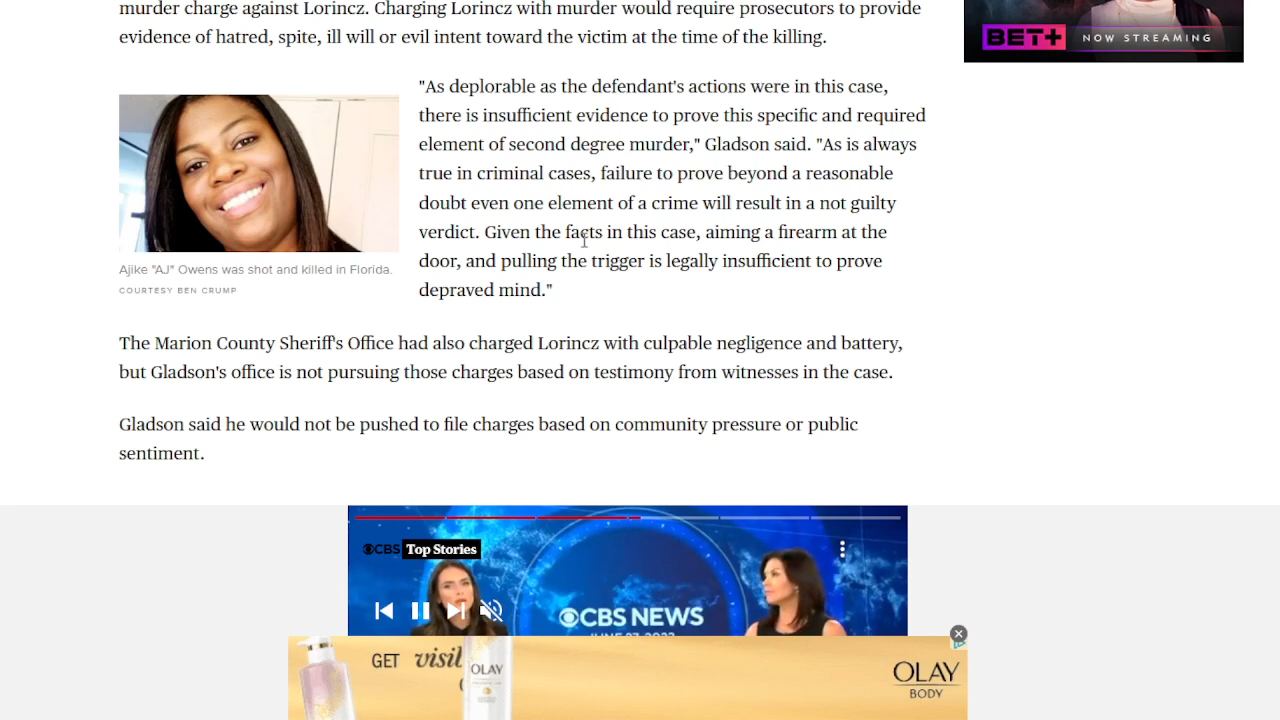 murder charge against Lorincz. Charging Lorincz with murder would require prosecutors to provide
evidence of hatred, spite, ill will or evil intent toward the victim at the time of the killing.
BET+ NOW STREAMING
"As deplorable as the defendant's actions were in this case,
there is insufficient evidence to prove this specific and required
element of second degree murder," Gladson said. "As is always
true in criminal cases, failure to prove beyond a reasonable
doubt even one element of a crime will result in a not guilty
verdict. Given the facts in this case, aiming a firearm at the
door, and pulling the trigger is legally insufficient to prove
depraved mind."
Ajike "AJ" Owens was shot and killed in Florida.
COURTESY BEN CRUMP
The Marion County Sheriff's Office had also charged Lorincz with culpable negligence and battery,
but Gladson's office is not pursuing those charges based on testimony from witnesses in the case.
Gladson said he would not be pushed to file charges based on community pressure or public
sentiment.
CBS Top Stories
CBS NEWS
JUNE 27, 2023
GET visib
OLAY
OLAY
BODY